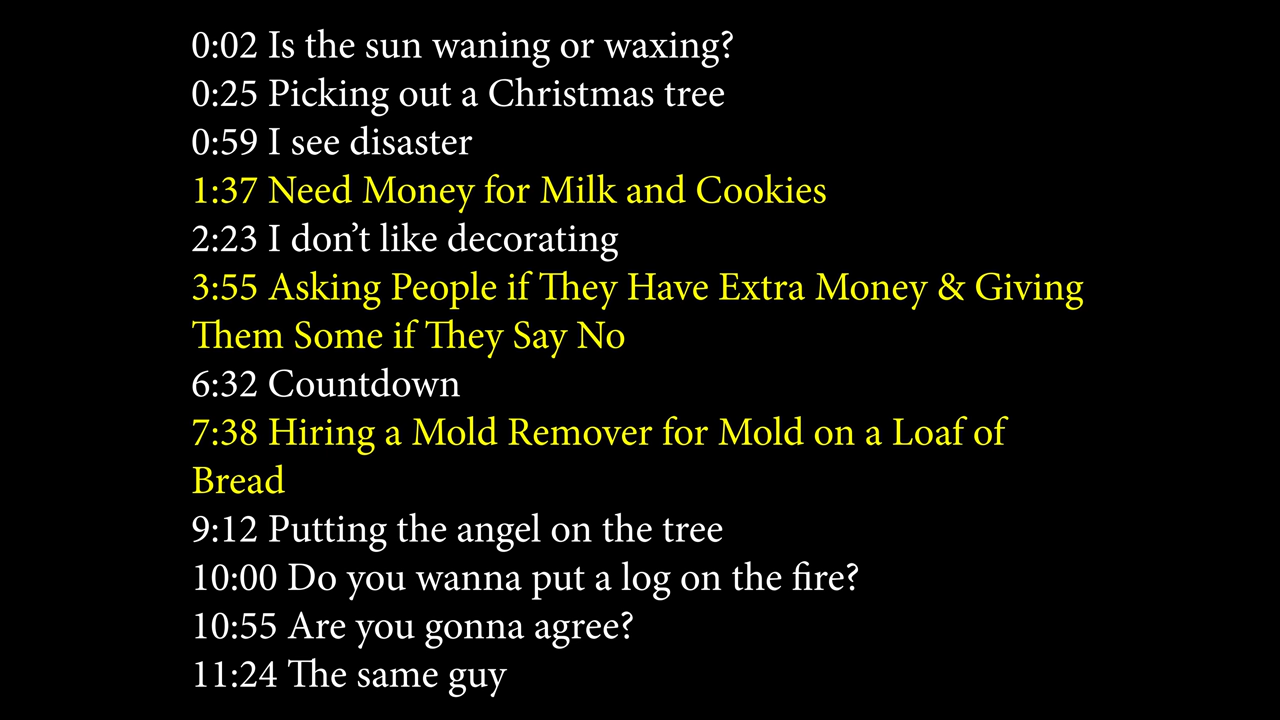 0:02 Is the sun waning or waxing?
0:25 Picking out a Christmas tree
0:59 I see disaster
1:37 Need Money for Milk and Cookies
2:23 I don’t like decorating
3:55 Asking People if They Have Extra Money & Giving
Them Some if They Say No
6:32 Countdown
7:38 Hiring a Mold Remover for Mold on a Loaf of
Bread
9:12 Putting the angel on the tree
10:00 Do you wanna put a log on the fire?
10:55 Are you gonna agree?
11:24 The same guy